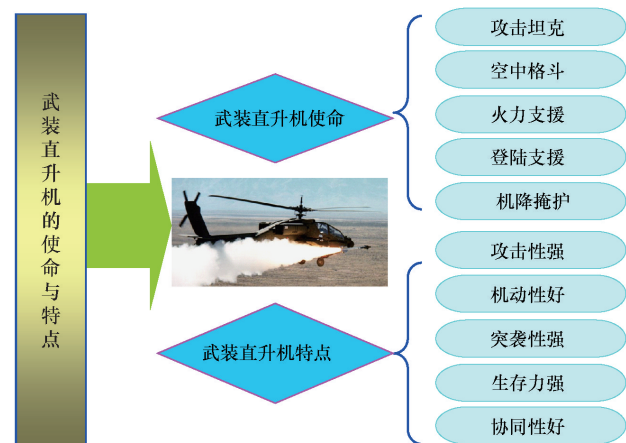 武装直升机的使命与特点
武装直升机使命
攻击坦克
空中格斗
火力支援
登陆支援
机降掩护
武装直升机特点
攻击性强
机动性好
突袭性强
生存力强
协同性好